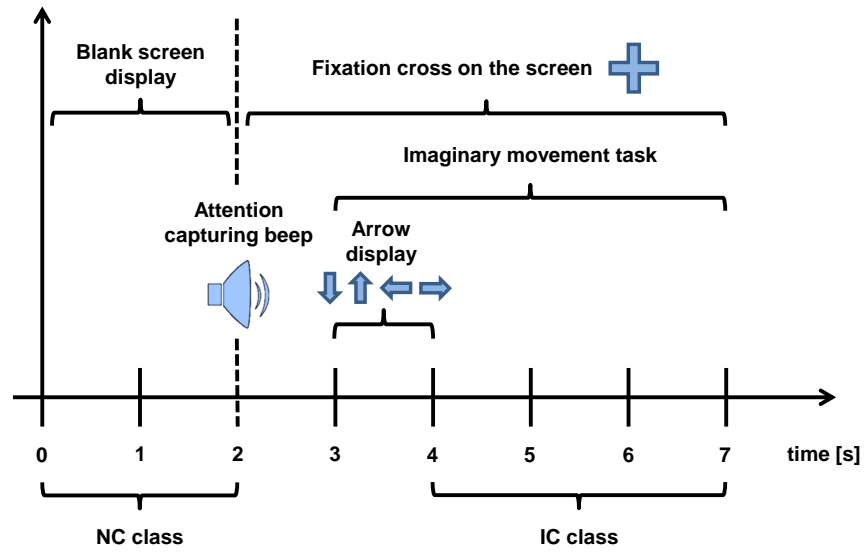 Blank screen
display
Fixation cross on the screen
Imaginary movement task
Attention
capturing beep
Arrow
display
0 1 2 3 4 5 6 7 time [s]
NC class
IC class